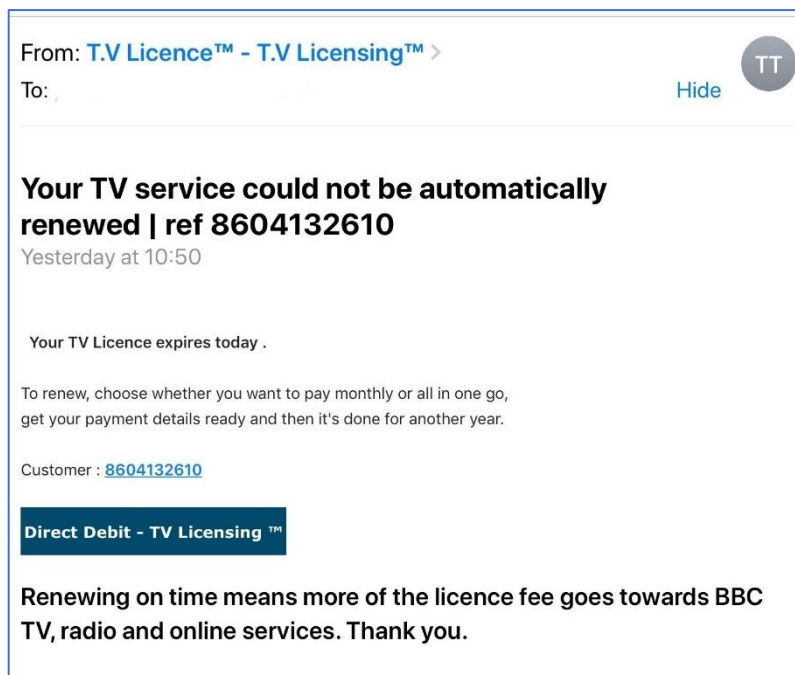 From: T.V Licence™ - T.V Licensing™ >
TT
To:
Hide
Your TV service could not be automatically
renewed | ref 8604132610
Yesterday at 10:50
Your TV Licence expires today .
To renew, choose whether you want to pay monthly or all in one go,
get your payment details ready and then it's done for another year.
Customer : 8604132610
Direct Debit - TV Licensing ™
Renewing on time means more of the licence fee goes towards BBC
TV, radio and online services. Thank you.